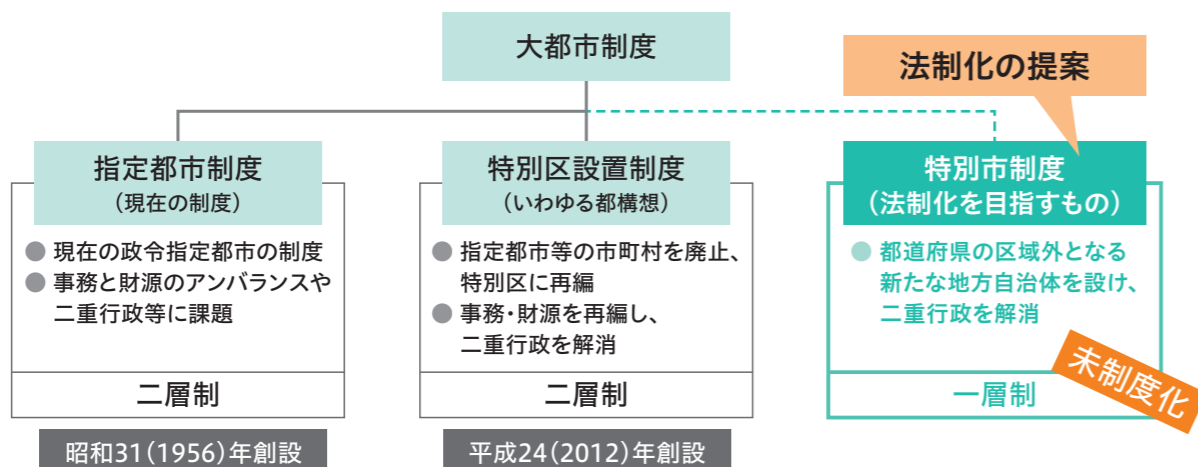 大都市制度
法制化の提案
指定都市制度
（現在の制度）
● 現在の政令指定都市の制度
● 事務と財源のアンバランスや
二重行政等に課題
二層制
昭和31(1956)年創設
特別区設置制度
（いわゆる都構想）
● 指定都市等の市町村を廃止、
特別区に再編
● 事務・財源を再編し、
二重行政を解消
二層制
平成24(2012)年創設
特別市制度
（法制化を目指すもの）
● 都道府県の区域外となる
新たな地方自治体を設け、
二重行政を解消
一層制
未制度化